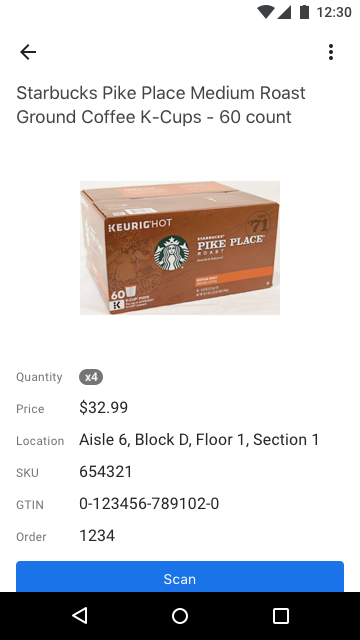 12:30
Starbucks Pike Place Medium Roast
Ground Coffee K-Cups - 60 count
KEURIG HOT
'71
STARBUCKS®
PIKE PLACE®
ROAST
60
K
Quantity x4
Price $32.99
Location Aisle 6, Block D, Floor 1, Section 1
SKU 654321
GTIN 0-123456-789102-0
Order 1234
Scan